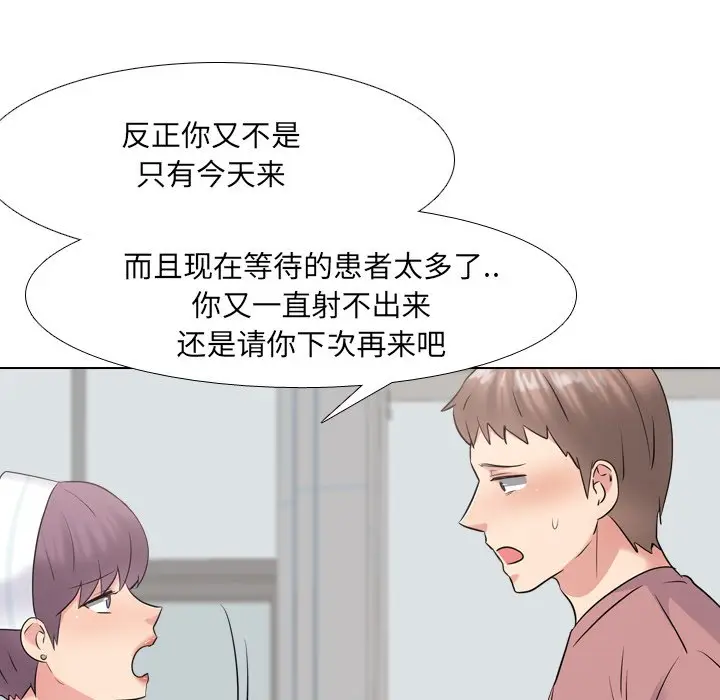 反正你又不是
只有今天来
而且现在等待的患者太多了..
你又一直射不出来
还是请你下次再来吧